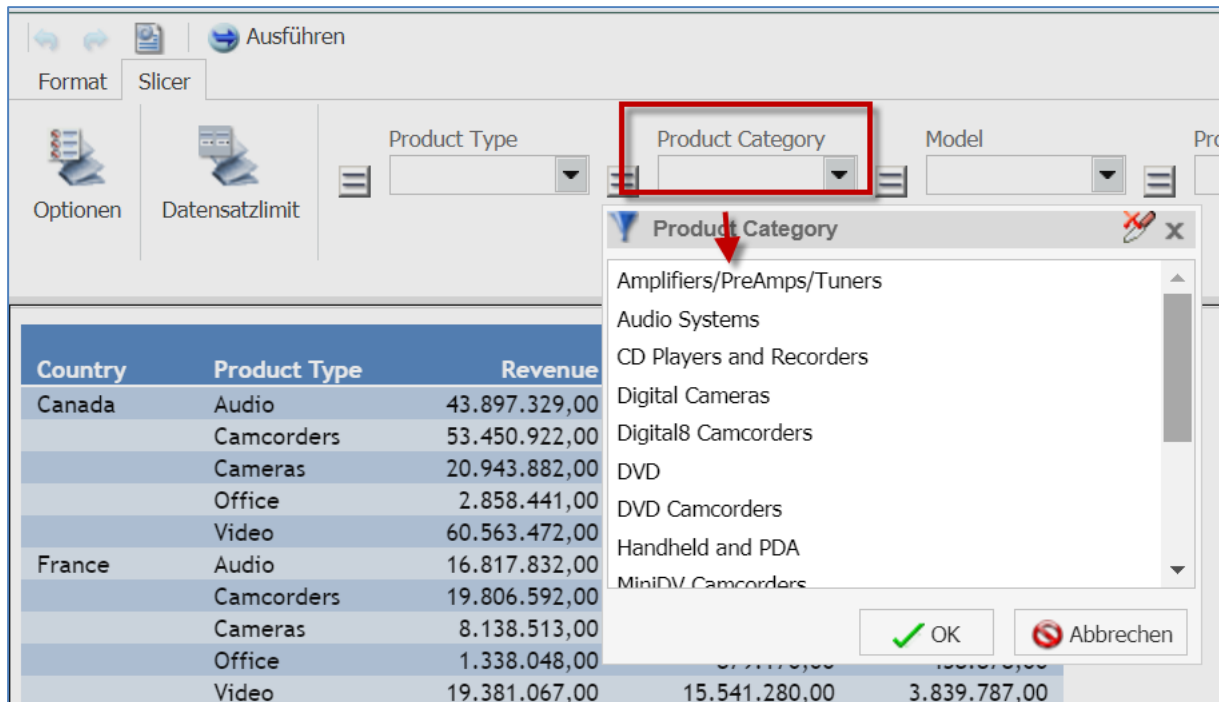 Ausführen
Format Slicer
Product Type Product Category Model Pro
Optionen Datensatzlimit
Product Category
Amplifiers/PreAmps/Tuners
Audio Systems
CD Players and Recorders
Digital Cameras
Digital8 Camcorders
DVD
DVD Camcorders
Handheld and PDA
MiniDV Camcorders
OK Abbrechen
Country Product Type Revenue
Canada Audio 43.897.329,00
Camcorders 53.450.922,00
Cameras 20.943.882,00
Office 2.858.441,00
Video 60.563.472,00
France Audio 16.817.832,00
Camcorders 19.806.592,00
Cameras 8.138.513,00
Office 1.338.048,00
Video 19.381.067,00 15.541.280,00 3.839.787,00